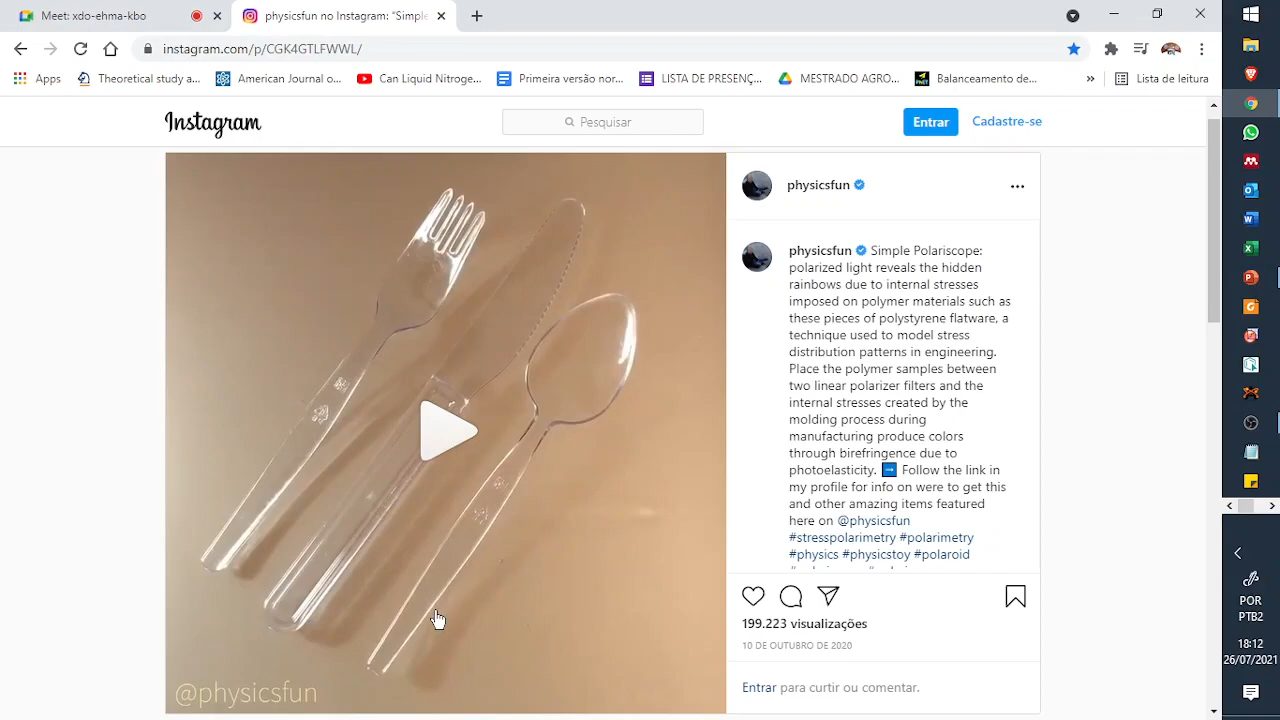 Meet: xdo-ehma-kbo
physicsfun no Instagram: "Simple
instagram.com/p/CGK4GTLFWWL/
Apps
Theoretical study a...
American Journal o...
Can Liquid Nitroge...
Primeira versão nor...
LISTA DE PRESENÇ...
MESTRADO AGRO...
Balanceamento de...
»
Lista de leitura
Instagram
Pesquisar
Entrar
Cadastre-se
physicsfun
physicsfun Simple Polariscope:
polarized light reveals the hidden
rainbows due to internal stresses
imposed on polymer materials such as
these pieces of polystyrene flatware, a
technique used to model stress
distribution patterns in engineering.
Place the polymer samples between
two linear polarizer filters and the
internal stresses created by the
molding process during
manufacturing produce colors
through birefringence due to
photoelasticity. ➡ Follow the link in
my profile for info on were to get this
and other amazing items featured
here on @physicsfun
#stresspolarimetry #polarimetry
#physics #physicstoy #polaroid
199.223 visualizações
10 DE OUTUBRO DE 2020
Entrar para curtir ou comentar.
@physicsfun
POR
PTB2
18:12
26/07/2021